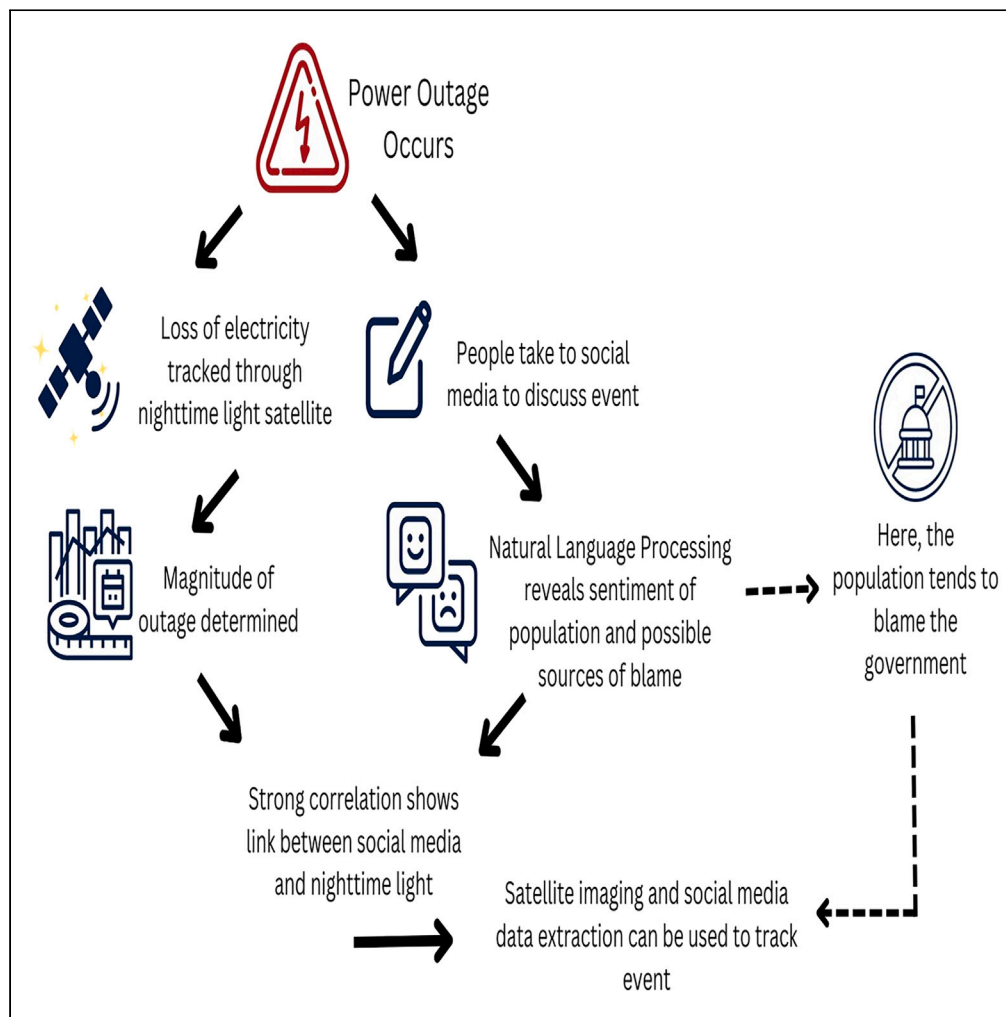 Power Outage
Occurs
Loss of electricity
tracked through
nighttime light satellite
People take to social
media to discuss event
Magnitude of
outage determined
Natural Language Processing
reveals sentiment of
population and possible
sources of blame
Here, the
population tends to
blame the
government
Strong correlation shows
link between social media
and nighttime light
Satellite imaging and social media
data extraction can be used to track
event